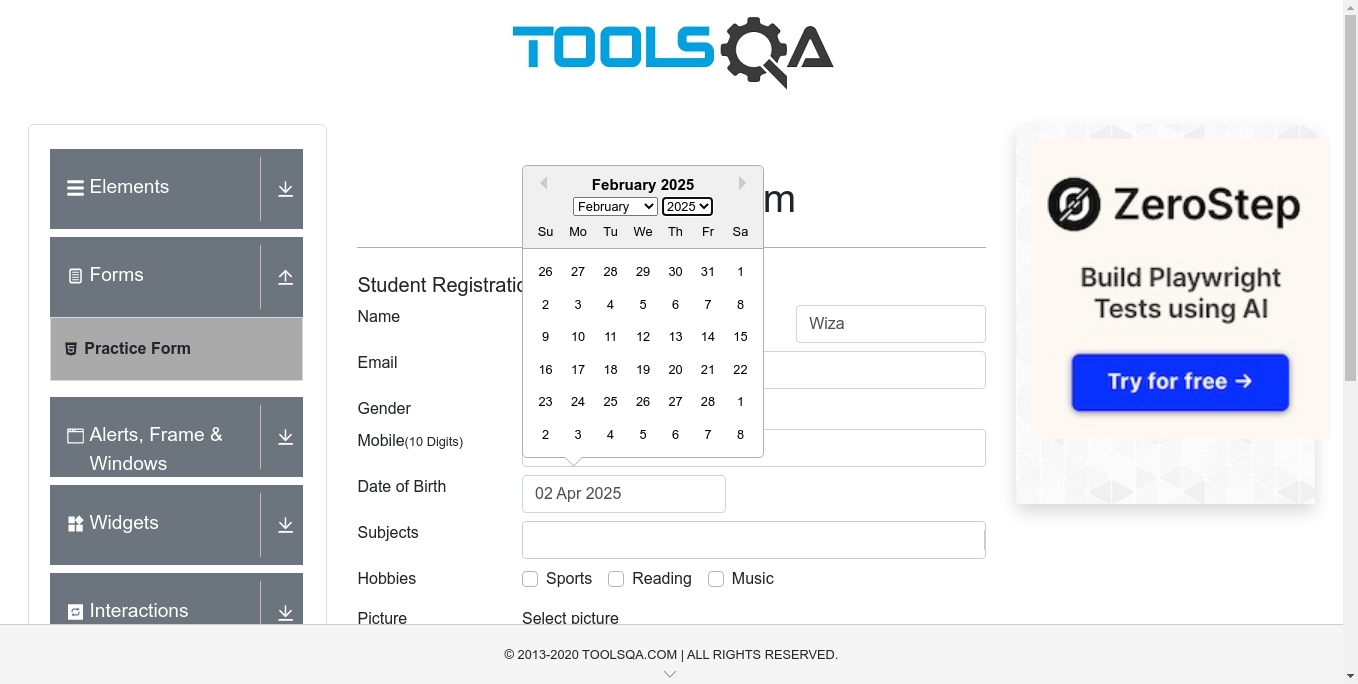 TOOLSQA
Elements
Forms
Practice Form
Alerts, Frame &
Windows
Widgets
Interactions
m
Student Registratio
Name
Wiza
Email
Gender
Mobile(10 Digits)
Date of Birth
02 Apr 2025
Subjects
Hobbies
Sports Reading Music
Picture
Select picture
February 2025
February 2025
Su Mo Tu We Th Fr Sa
26 27 28 29 30 31 1
2 3 4 5 6 7 8
9 10 11 12 13 14 15
16 17 18 19 20 21 22
23 24 25 26 27 28 1
2 3 4 5 6 7 8
ZeroStep
Build Playwright
Tests using AI
Try for free →
© 2013-2020 TOOLSQA.COM | ALL RIGHTS RESERVED.